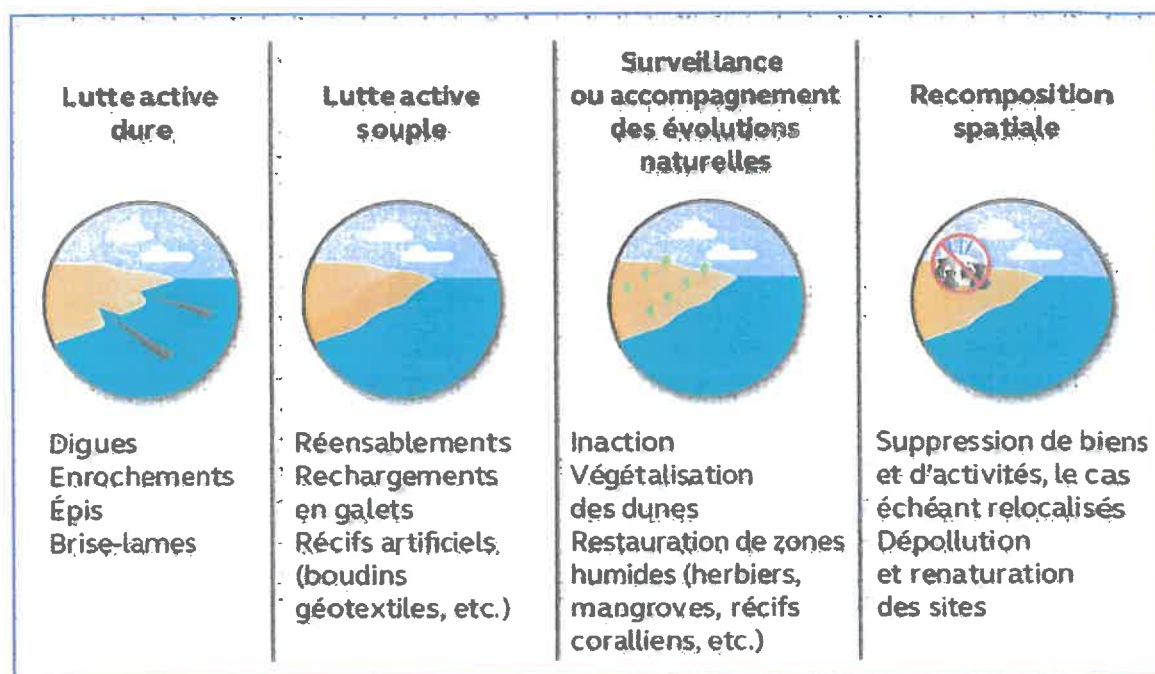 Lutte active
dure
Digues
Enrochements
Épis
Brise-lames
Lutte active
souple
Réensablements
Rechargements
en galets
Récifs artificiels
(boudins
géotextiles, etc.)
Surveillance
ou accompagnement
des évolutions
naturelles
Inaction
Végétalisation
des dunes
Restauration de zones
humides (herbiers,
mangroves, récifs
coralliens, etc.)
Recomposition
spatiale
Suppression de biens
et d'activités, le cas
échéant relocalisés
Dépollution
et renaturation
des sites